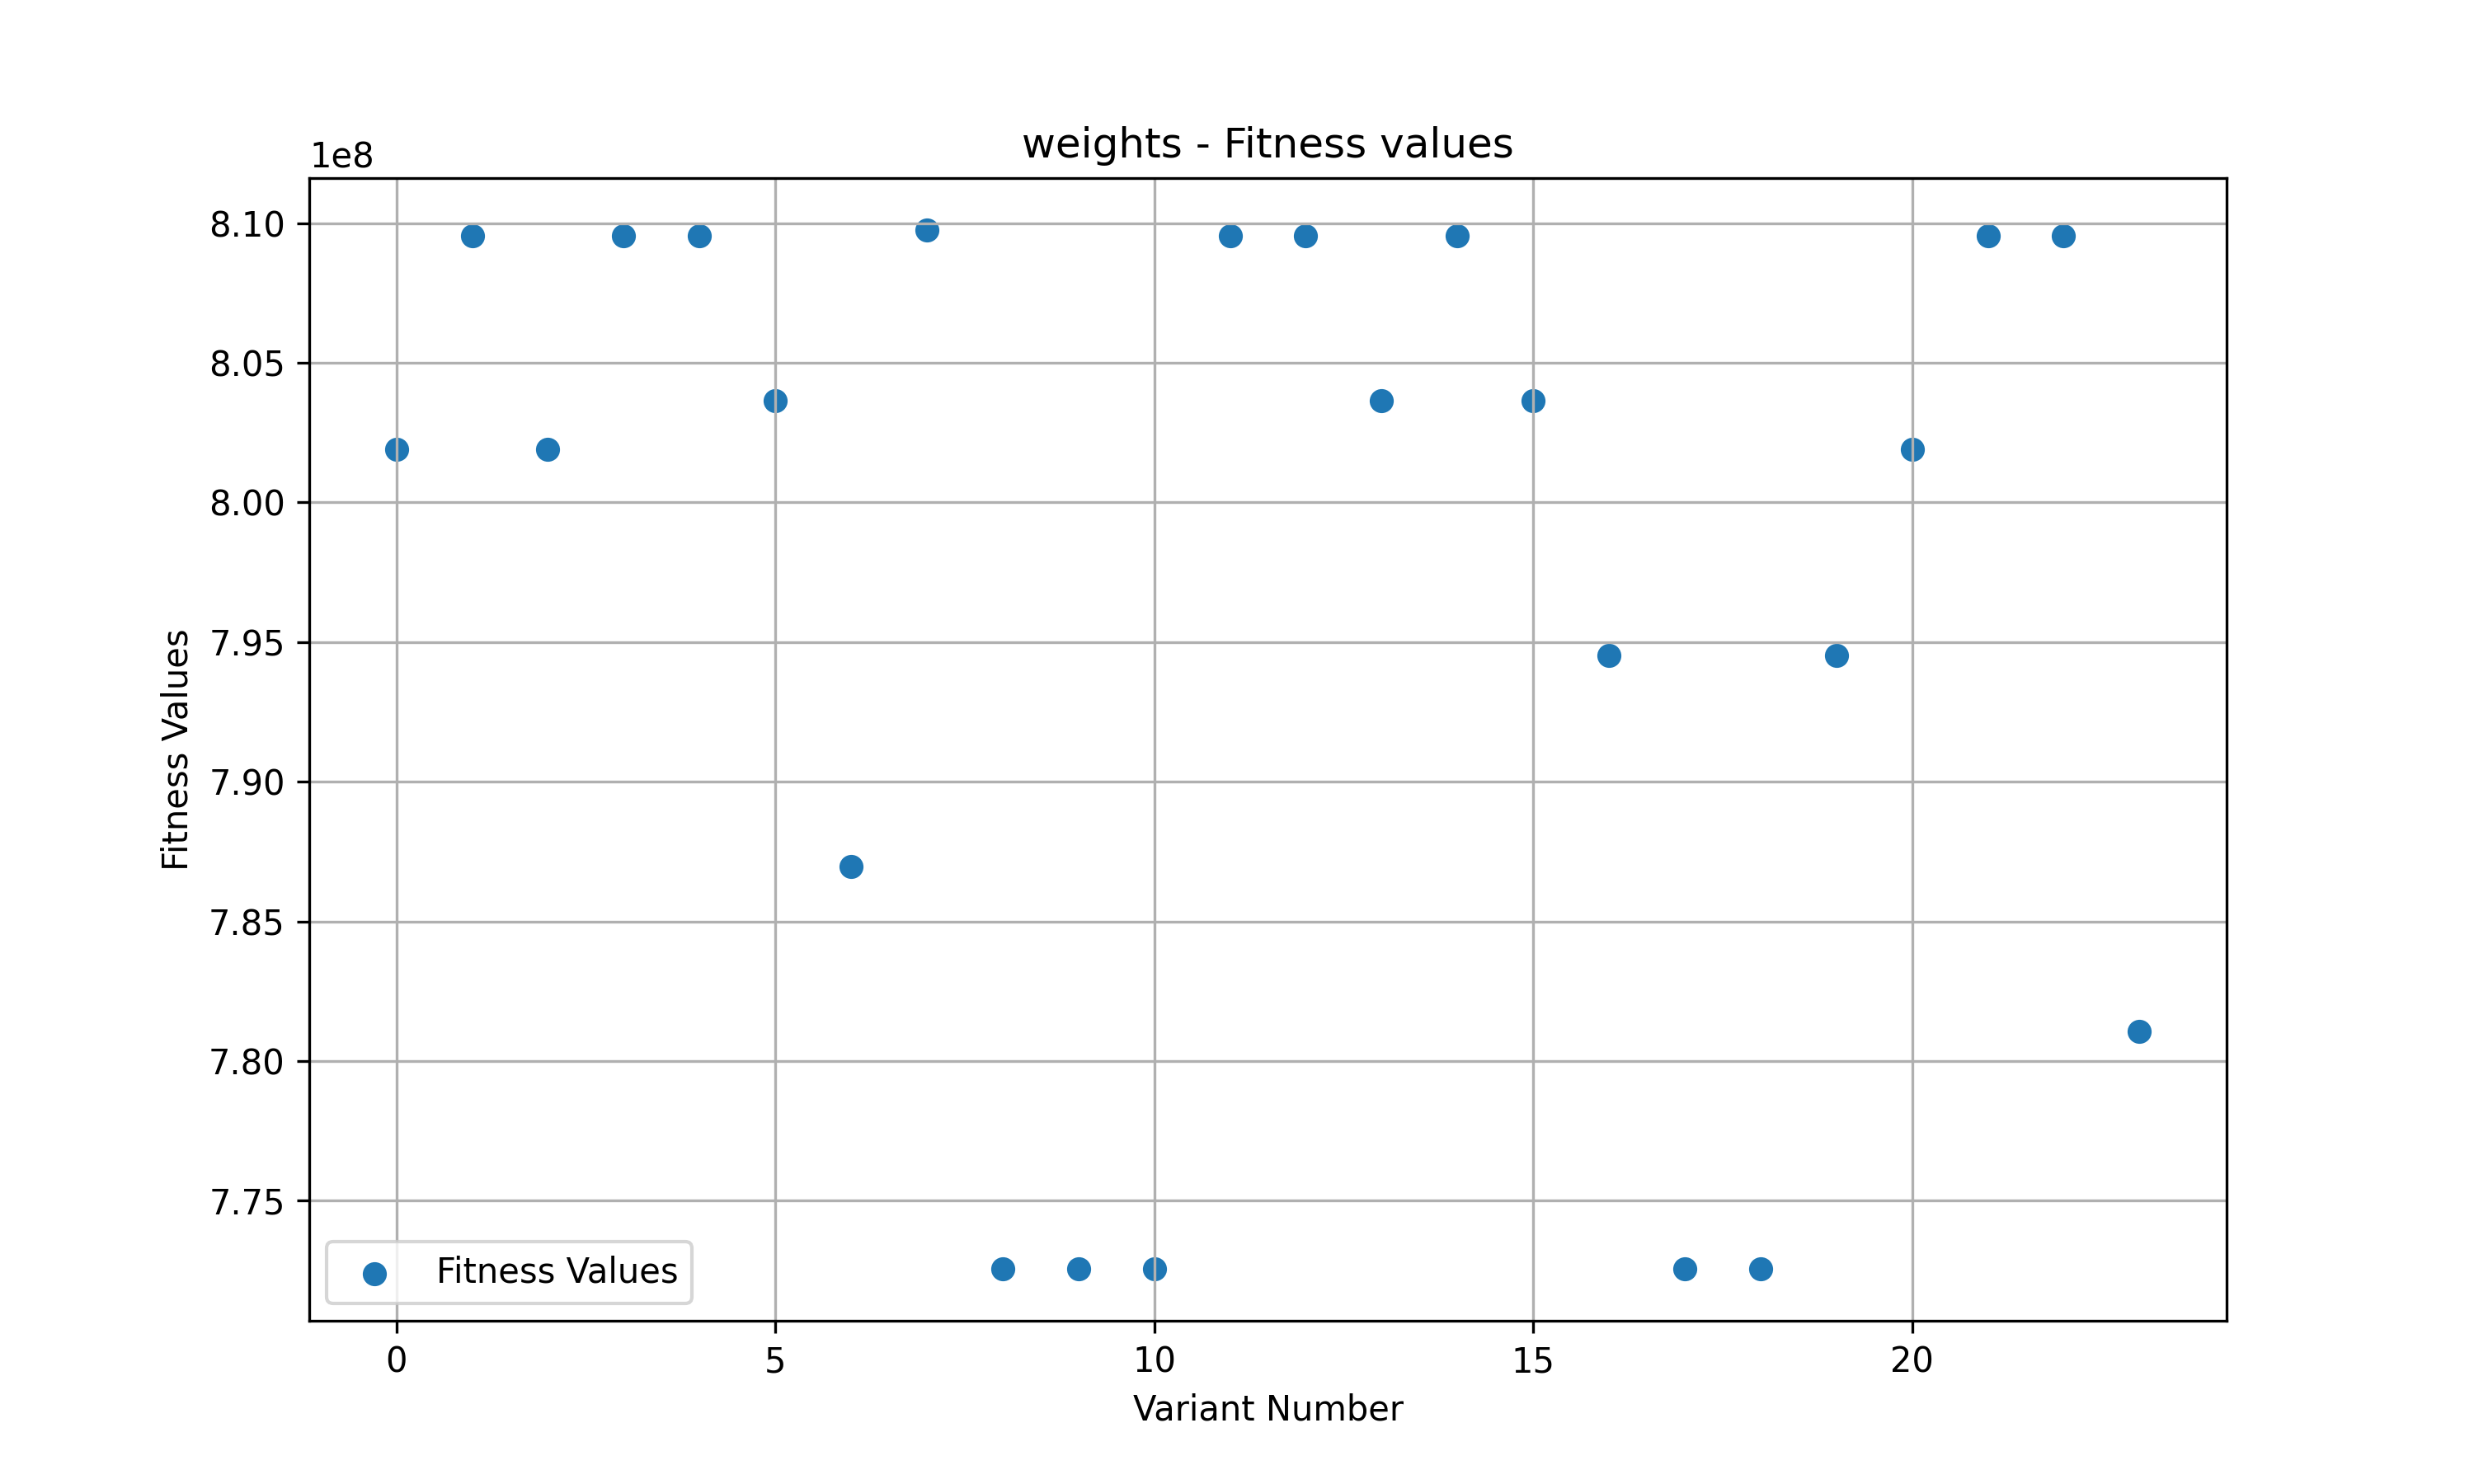 weights - Fitness values
1e8
8.10
8.05
8.00
7.95
7.90
7.85
7.80
7.75
Fitness Values
Fitness Values
0 5 10 15 20
Variant Number